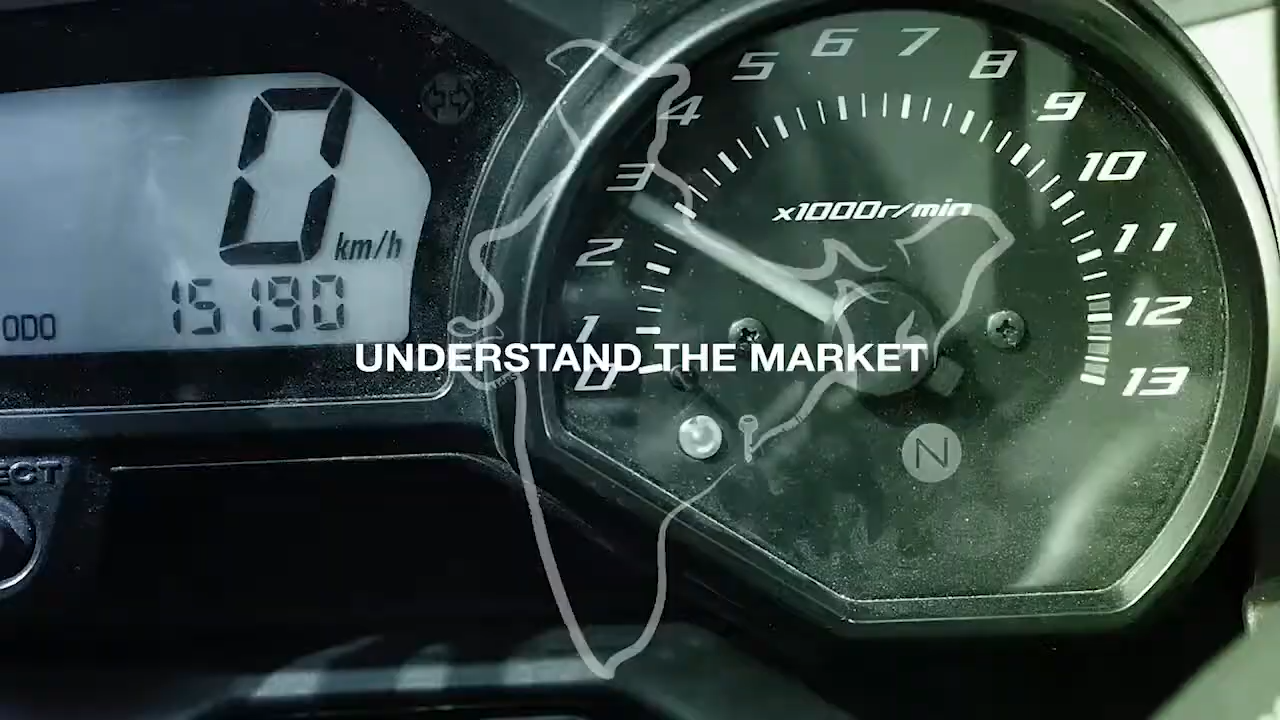 0 km/h
ODO 15190
ECT
0
1
2
3
4
5
6
7
8
9
10
11
12
13
x1000r/min
N
UNDERSTAND THE MARKET